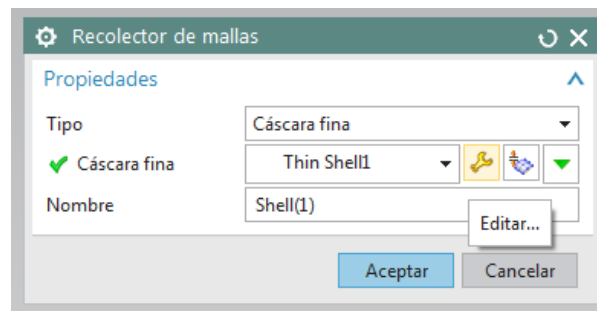 Recolector de mallas
Propiedades
Tipo
Cáscara fina
Cáscara fina
Thin Shell1
Nombre
Shell(1)
Editar...
Aceptar
Cancelar